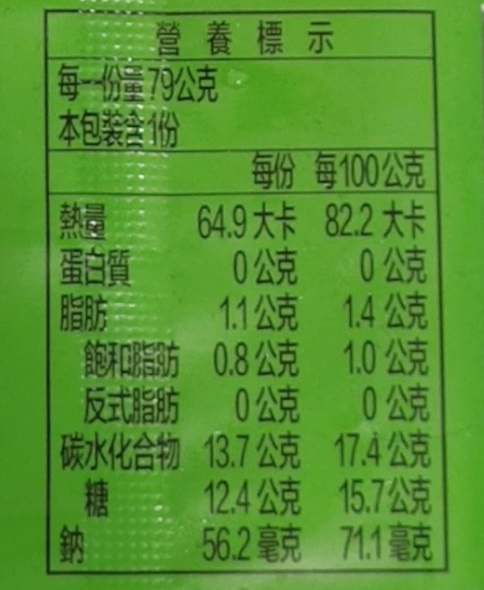 營養標示
每一份量79公克
本包裝含1份
每份 每100公克
熱量 64.9大卡 82.2大卡
蛋白質 0公克 0公克
脂肪 1.1公克 1.4公克
飽和脂肪 0.8公克 1.0公克
反式脂肪 0公克 0公克
碳水化合物 13.7公克 17.4公克
糖 12.4公克 15.7公克
鈉 56.2毫克 71.1毫克